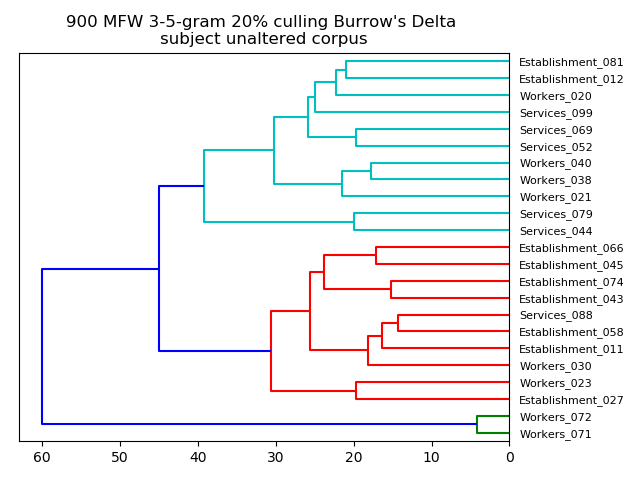 900 MFW 3-5-gram 20% culling Burrow's Delta
subject unaltered corpus
Establishment_081
Establishment_012
Workers_020
Services_099
Services_069
Services_052
Workers_040
Workers_038
Workers_021
Services_079
Services_044
Establishment_066
Establishment_045
Establishment_074
Establishment_043
Services_088
Establishment_058
Establishment_011
Workers_030
Workers_023
Establishment_027
Workers_072
Workers_071
60 50 40 30 20 10 0